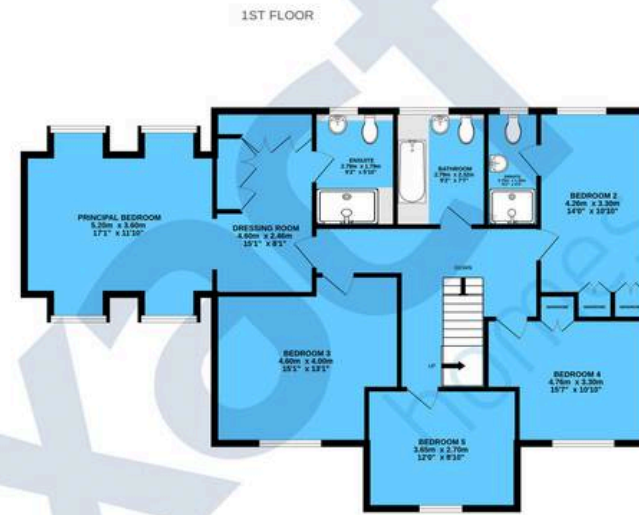 1ST FLOOR
PRINCIPAL BEDROOM
5.20m x 3.60m
17'1" x 11'10"
DRESSING ROOM
4.60m x 2.46m
15'1" x 8'1"
ENSUITE
2.79m x 1.79m
9'2" x 5'10"
BATHROOM
2.79m x 2.32m
9'2" x 7'7"
ENSUITE
BEDROOM 2
4.26m x 3.30m
14'0" x 10'10"
DOWN
UP
BEDROOM 3
4.60m x 4.00m
15'1" x 13'1"
BEDROOM 4
4.76m x 3.30m
15'7" x 10'10"
BEDROOM 5
3.65m x 2.70m
12'0" x 8'10"
homes